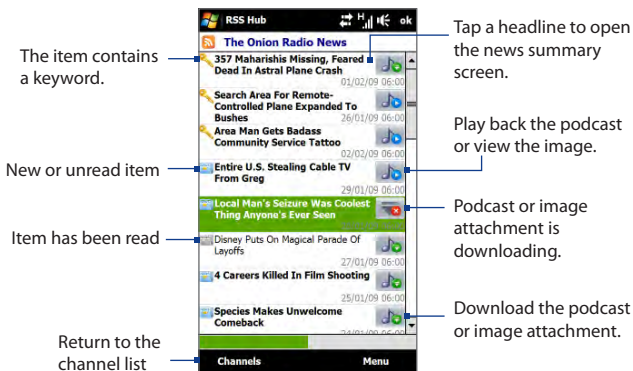 RSS Hub
H
ok
The Onion Radio News
357 Maharishis Missing, Feared
Dead In Astral Plane Crash
01/02/09 06:00
Search Area For Remote-
Controlled Plane Expanded To
Bushes
26/01/09 06:00
Area Man Gets Badass
Community Service Tattoo
02/02/09 06:00
Entire U.S. Stealing Cable TV
From Greg
29/01/09 06:00
Local Man's Seizure Was Coolest
Thing Anyone's Ever Seen
Disney Puts On Magical Parade Of
Layoffs
27/01/09 06:00
4 Careers Killed In Film Shooting
25/01/09 06:00
Species Makes Unwelcome
Comeback
24/01/09 06:00
Channels
Menu
The item contains
a keyword.
New or unread item
Item has been read
Return to the
channel list
Tap a headline to open
the news summary
screen.
Play back the podcast
or view the image.
Podcast or image
attachment is
downloading.
Download the podcast
or image attachment.